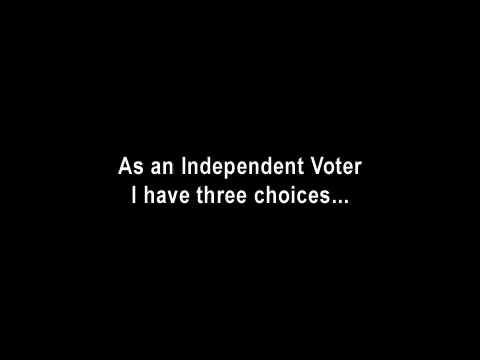 As an Independent Voter
I have three choices...